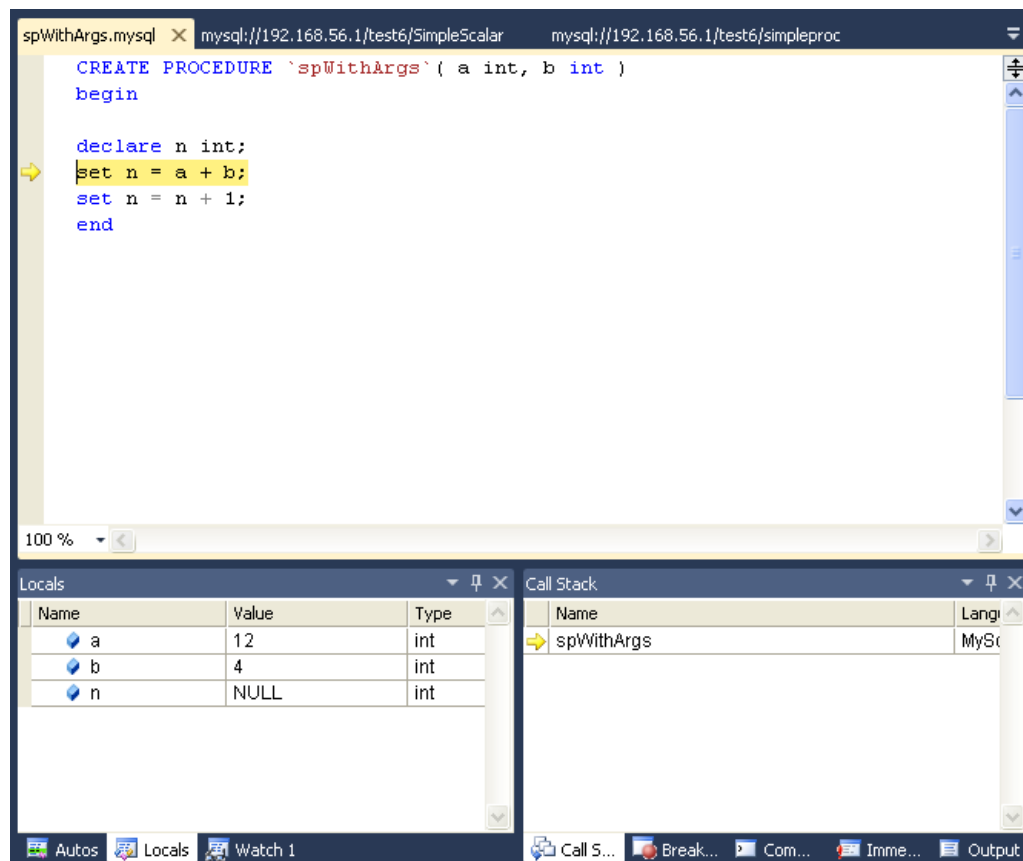 spWithArgs.mysql mysql://192.168.56.1/test6/SimpleScalar mysql://192.168.56.1/test6/simpleproc
CREATE PROCEDURE `spWithArgs`( a int, b int )
begin
declare n int;
set n = a + b;
set n = n + 1;
end
100 %
Locals
Name Value Type
a 12 int
b 4 int
n NULL int
Autos Locals Watch 1
Call Stack
Name Langu
spWithArgs MySQ
Call S... Break... Com... Imme... Output